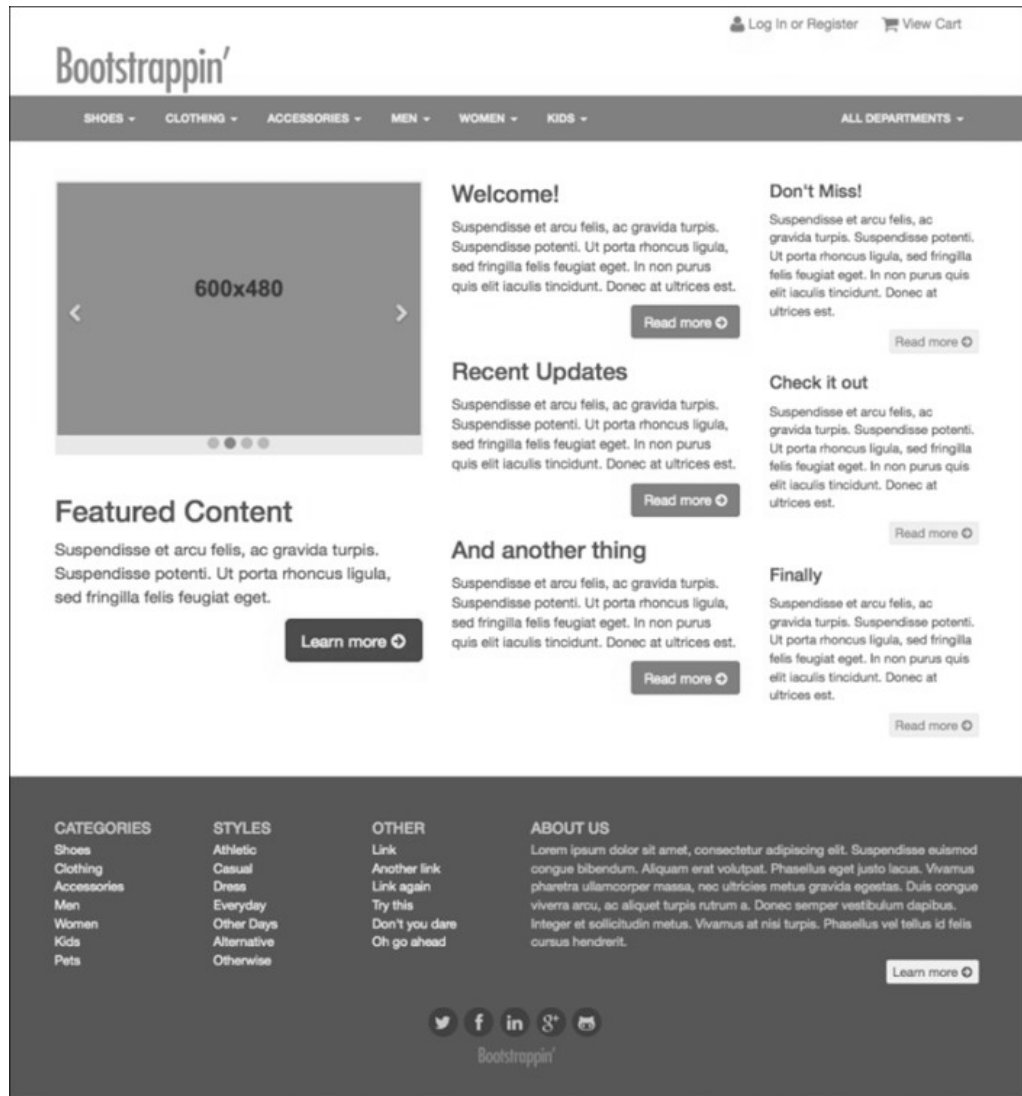 Log In or Register View Cart
Bootstrappin'
SHOES CLOTHING ACCESSORIES MEN WOMEN KIDS ALL DEPARTMENTS
600x480
Featured Content
Suspendisse et arcu felis, ac gravida turpis.
Suspendisse potenti. Ut porta rhoncus ligula,
sed fringilla felis feugiat eget.
Learn more
Welcome!
Suspendisse et arcu felis, ac gravida turpis.
Suspendisse potenti. Ut porta rhoncus ligula,
sed fringilla felis feugiat eget. In non purus
quis elit iaculis tincidunt. Donec at ultrices est.
Read more
Recent Updates
Suspendisse et arcu felis, ac gravida turpis.
Suspendisse potenti. Ut porta rhoncus ligula,
sed fringilla felis feugiat eget. In non purus
quis elit iaculis tincidunt. Donec at ultrices est.
Read more
And another thing
Suspendisse et arcu felis, ac gravida turpis.
Suspendisse potenti. Ut porta rhoncus ligula,
sed fringilla felis feugiat eget. In non purus
quis elit iaculis tincidunt. Donec at ultrices est.
Read more
Don't Miss!
Suspendisse et arcu felis, ac
gravida turpis. Suspendisse potenti.
Ut porta rhoncus ligula, sed fringilla
felis feugiat eget. In non purus quis
elit iaculis tincidunt. Donec at
ultrices est.
Read more
Check it out
Suspendisse et arcu felis, ac
gravida turpis. Suspendisse potenti.
Ut porta rhoncus ligula, sed fringilla
felis feugiat eget. In non purus quis
elit iaculis tincidunt. Donec at
ultrices est.
Read more
Finally
Suspendisse et arcu felis, ac
gravida turpis. Suspendisse potenti.
Ut porta rhoncus ligula, sed fringilla
felis feugiat eget. In non purus quis
elit iaculis tincidunt. Donec at
ultrices est.
Read more
CATEGORIES
Shoes
Clothing
Accessories
Men
Women
Kids
Pets
STYLES
Athletic
Casual
Dress
Everyday
Other Days
Alternative
Otherwise
OTHER
Link
Another link
Link again
Try this
Don't you dare
Oh go ahead
ABOUT US
Lorem ipsum dolor sit amet, consectetur adipiscing elit. Suspendisse euismod
congue bibendum. Aliquam erat volutpat. Phasellus eget justo lacus. Vivamus
pharetra ullamcorper massa, nec ultricies metus gravida egestas. Duis congue
viverra arcu, ac aliquet turpis rutrum a. Donec semper vestibulum dapibus.
Integer et sollicitudin metus. Vivamus at nisi turpis. Phasellus vel tellus id felis
cursus hendrerit.
Learn more
f in g+
Bootstrappin'